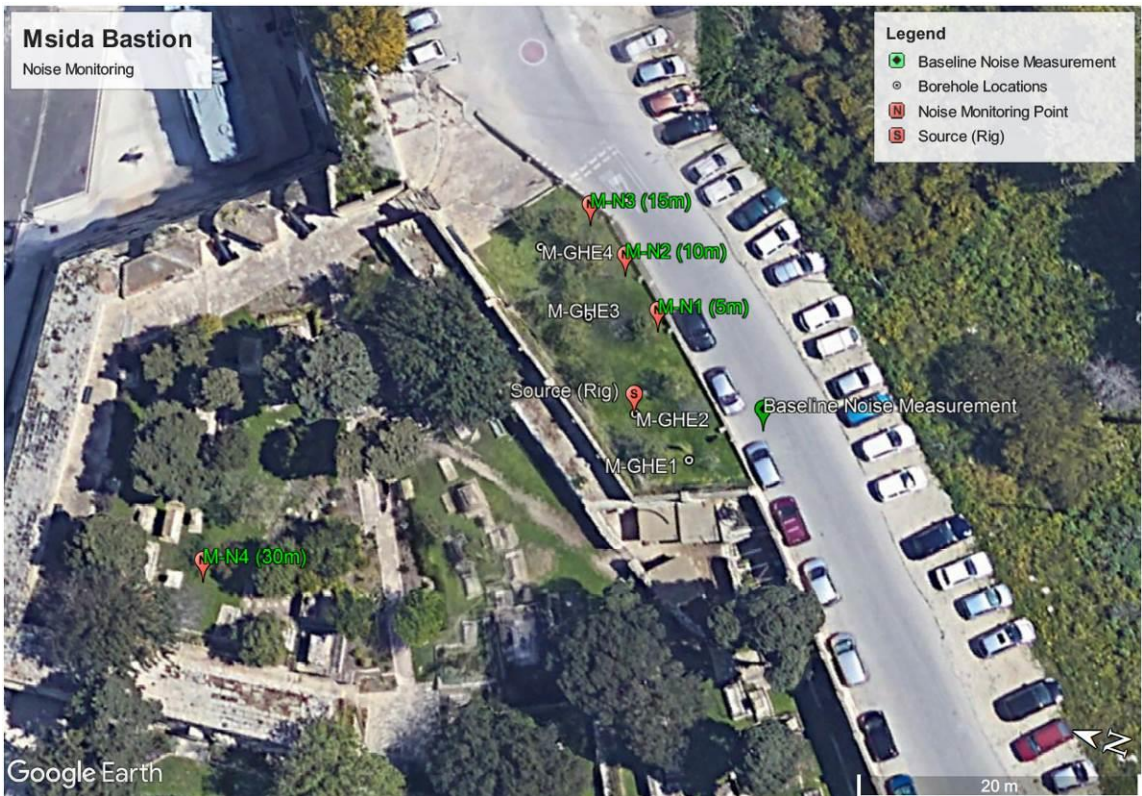 Msida Bastion
Noise Monitoring
Legend
Baseline Noise Measurement
Borehole Locations
N Noise Monitoring Point
S Source (Rig)
M-N3 (15m)
M-GHE4
M-N2 (10m)
M-GHE3
M-N1 (5m)
Source (Rig)
S
M-GHE2
Baseline Noise Measurement
M-GHE1
M-N4 (30m)
N
Google Earth
20 m